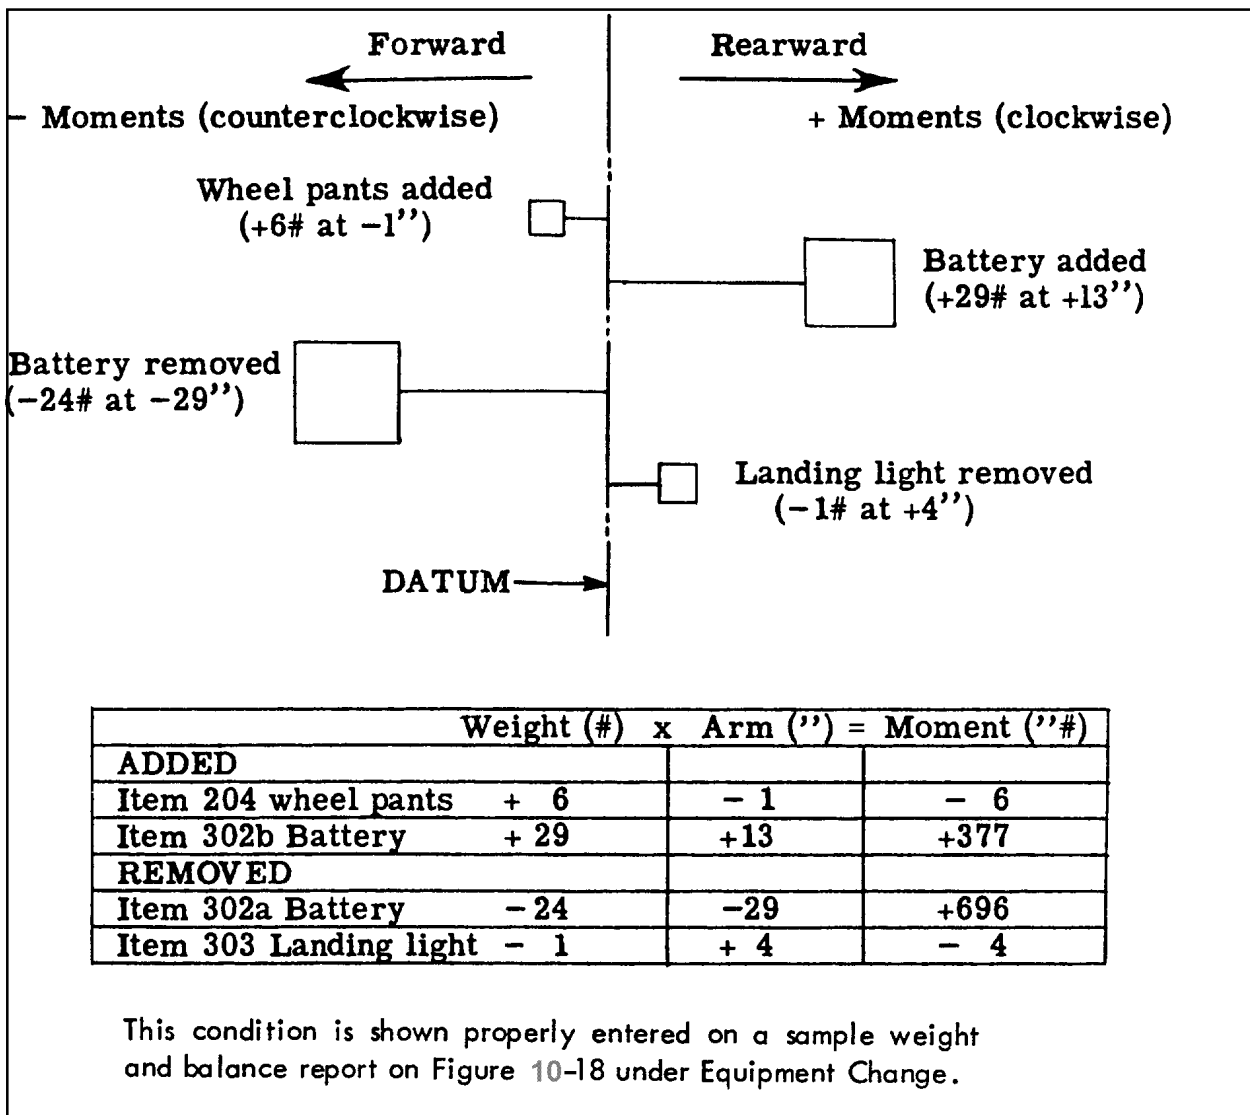 Forward
Rearward
− Moments (counterclockwise)
+ Moments (clockwise)
Wheel pants added
(+6# at −1’’)
Battery added
(+29# at +13’’)
Battery removed
(−24# at −29’’)
Landing light removed
(−1# at +4’’)
DATUM
Weight (#) x Arm (’’) = Moment (’’#)
ADDED
Item 204 wheel pants + 6 − 1 − 6
Item 302b Battery + 29 +13 +377
REMOVED
Item 302a Battery −24 −29 +696
Item 303 Landing light − 1 + 4 − 4
This condition is shown properly entered on a sample weight
and balance report on Figure 10-18 under Equipment Change.